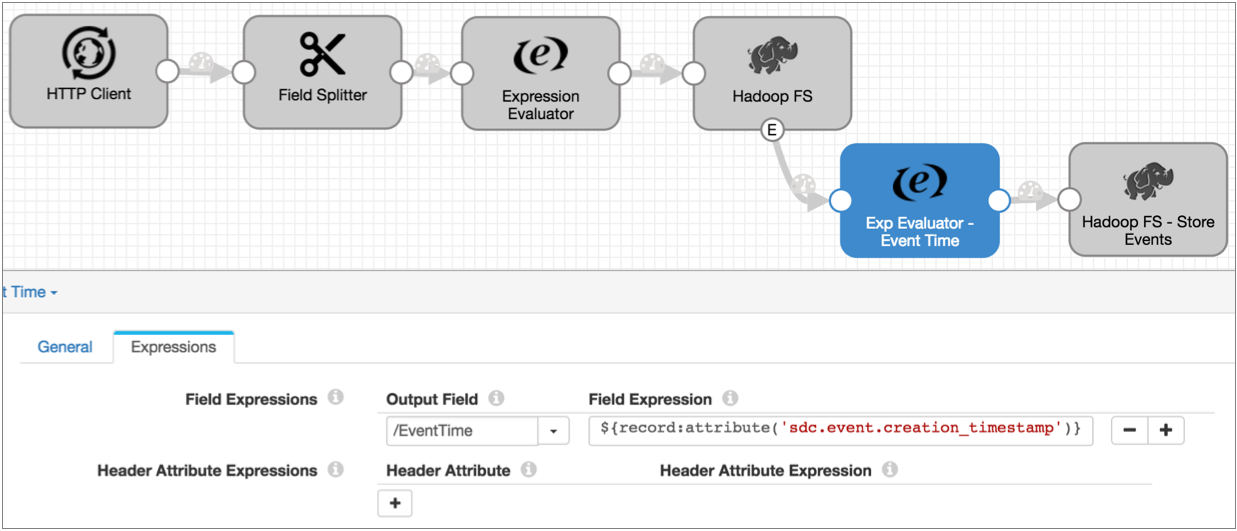 HTTP Client
Field Splitter
Expression
Evaluator
Hadoop FS
E
Exp Evaluator -
Event Time
Hadoop FS - Store
Events
t Time
General
Expressions
Field Expressions
Output Field
Field Expression
/EventTime
${record:attribute('sdc.event.creation_timestamp')}
Header Attribute Expressions
Header Attribute
Header Attribute Expression